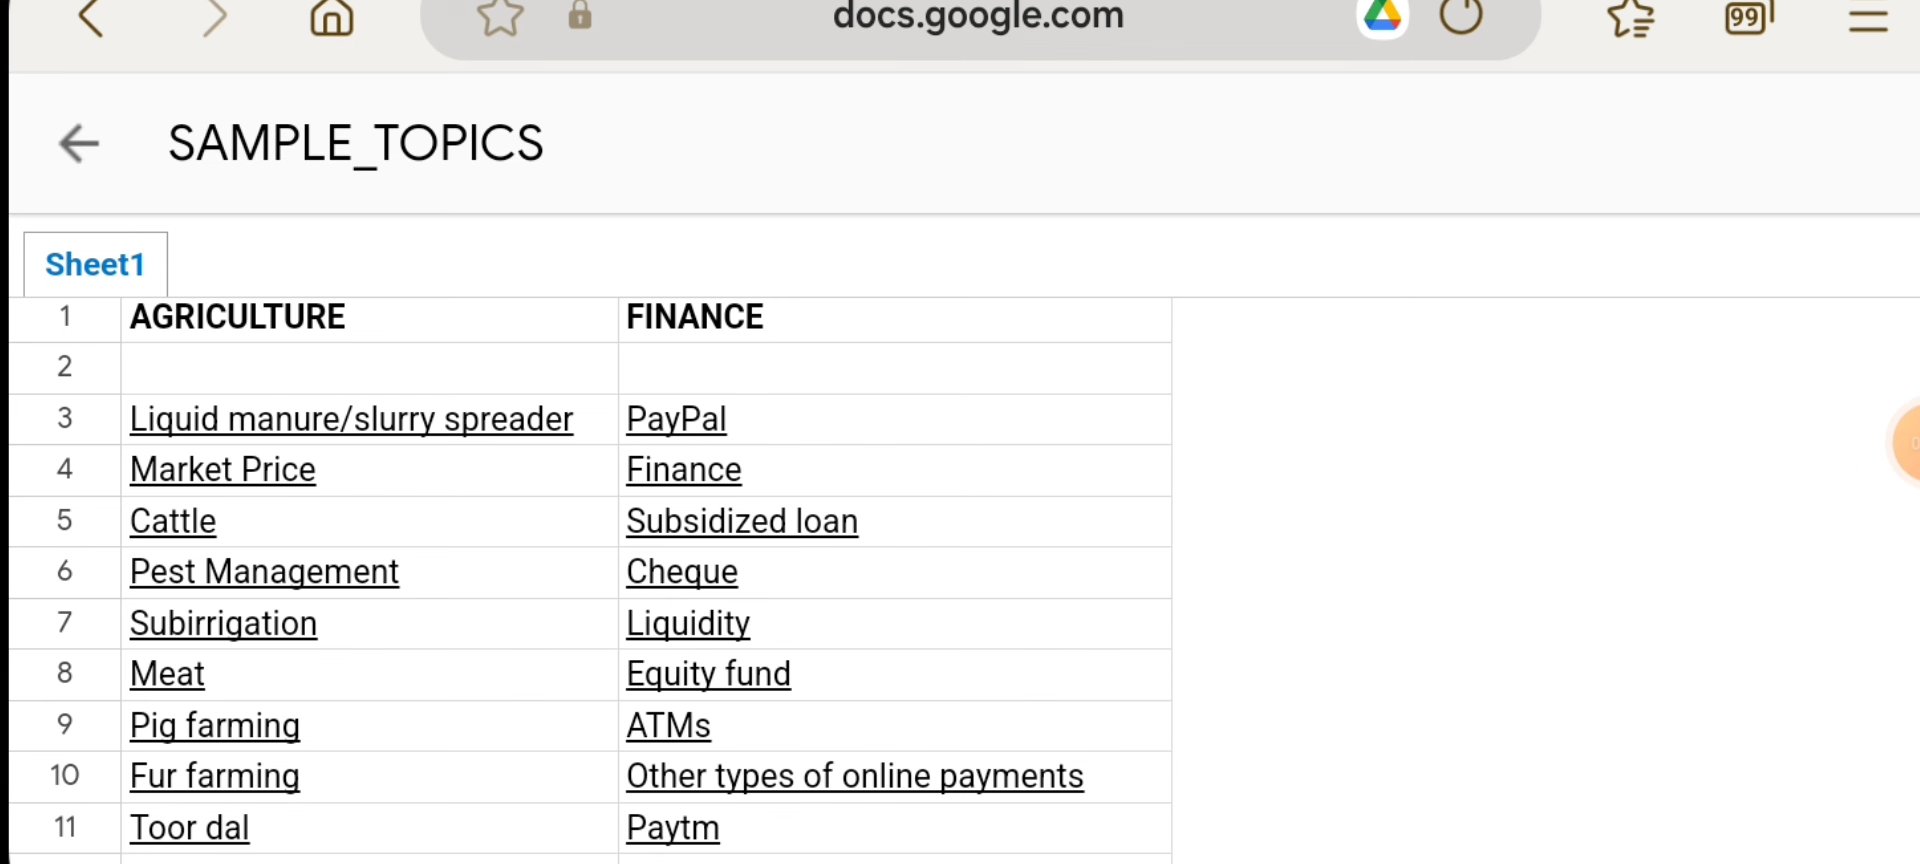 docs.google.com
99
SAMPLE_TOPICS
Sheet1
1 AGRICULTURE FINANCE
2
3 Liquid manure/slurry spreader PayPal
4 Market Price Finance
5 Cattle Subsidized loan
6 Pest Management Cheque
7 Subirrigation Liquidity
8 Meat Equity fund
9 Pig farming ATMs
10 Fur farming Other types of online payments
11 Toor dal Paytm